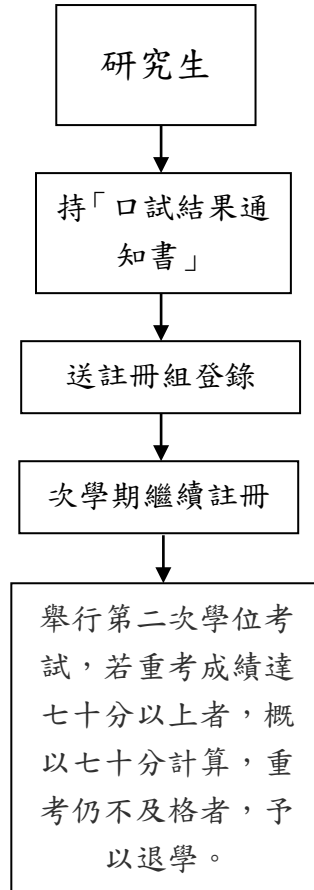 研究生
持「口試結果通
知書」
送註冊組登錄
次學期繼續註冊
舉行第二次學位考
試，若重考成績達
七十分以上者，概
以七十分計算，重
考仍不及格者，予
以退學。